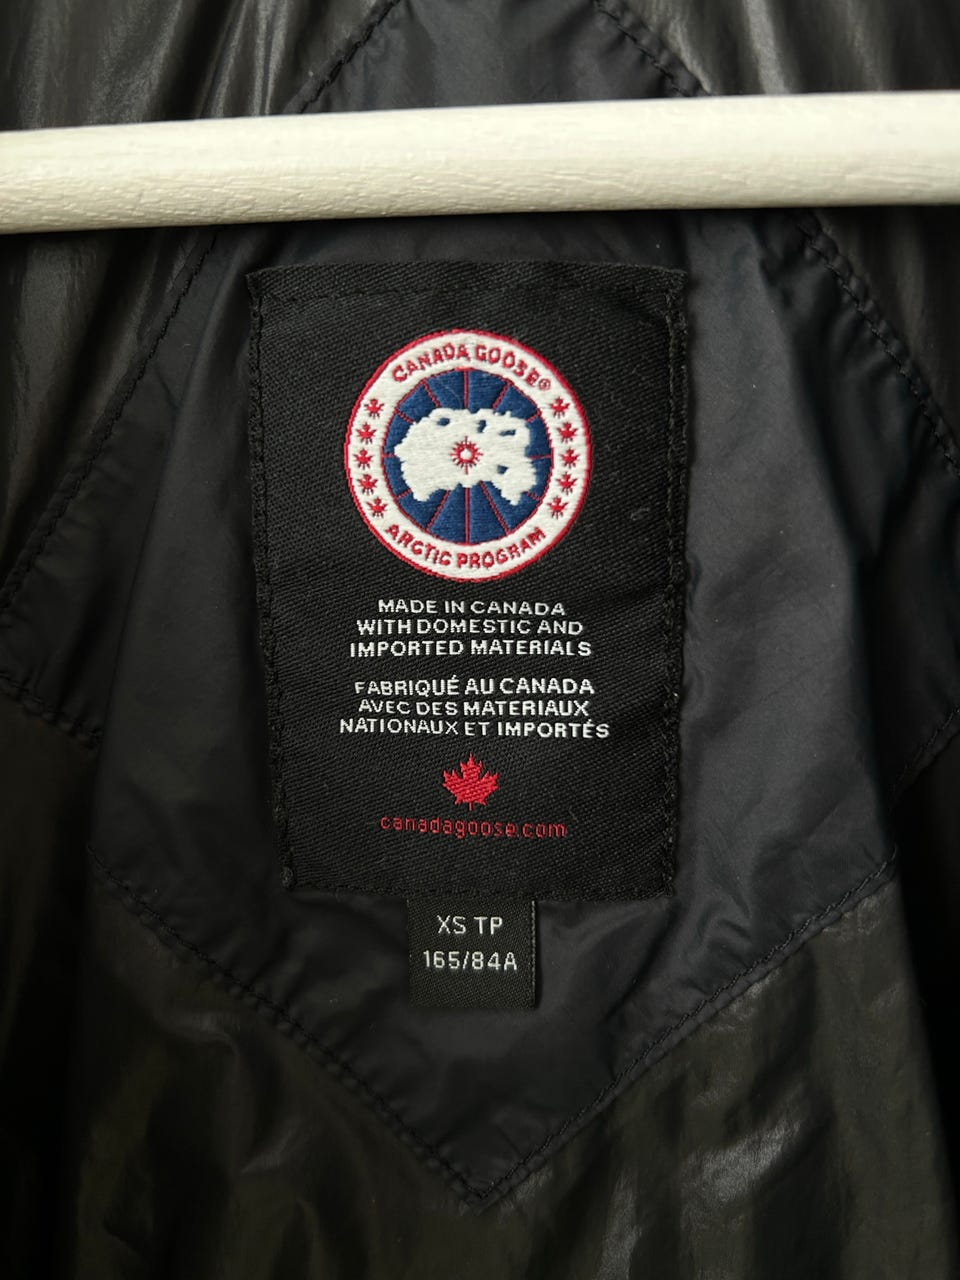 CANADA GOOSE®
ARCTIC PROGRAM
MADE IN CANADA
WITH DOMESTIC AND
IMPORTED MATERIALS
FABRIQUÉ AU CANADA
AVEC DES MATERIAUX
NATIONAUX ET IMPORTÉS
canadagoose.com
XS TP
165/84A